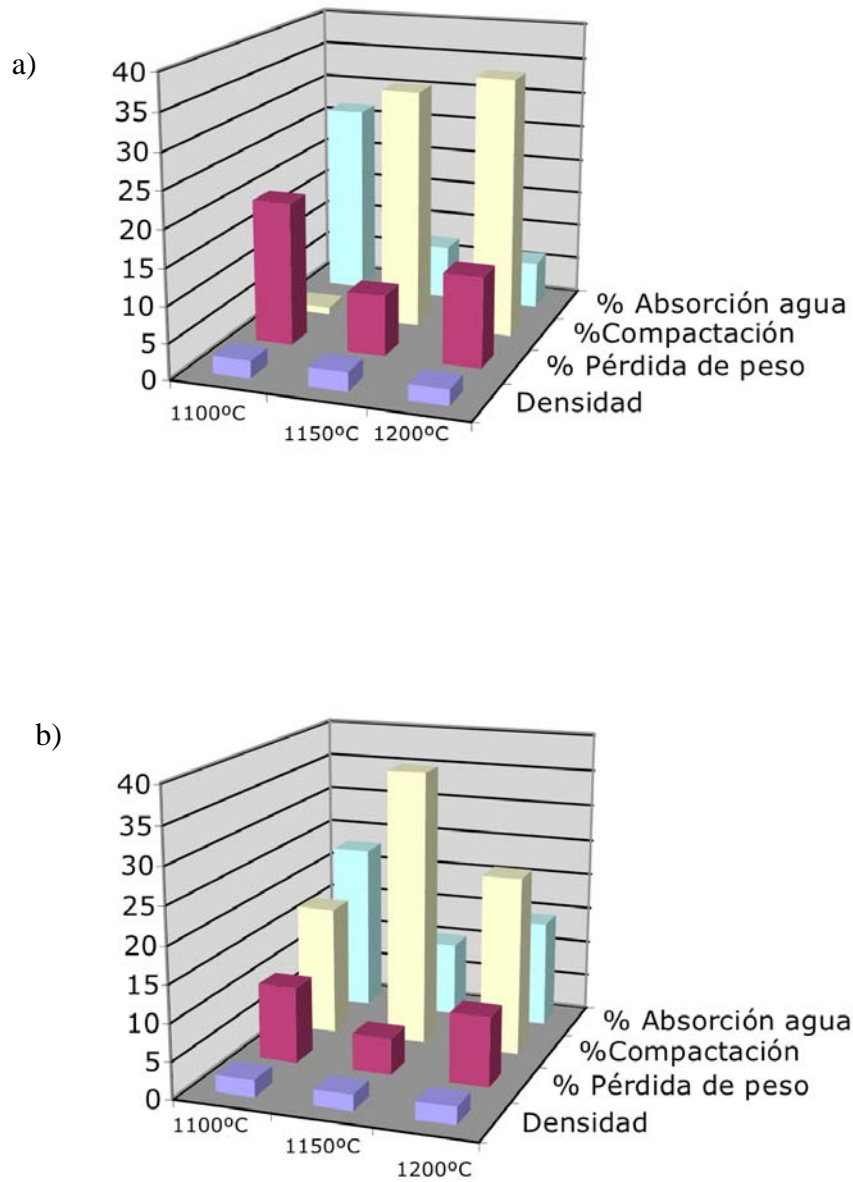 a)
40
35
30
25
20
15
10
5
0
1100ºC
1150ºC
1200ºC
% Absorción agua
%Compactación
% Pérdida de peso
Densidad
b)
40
35
30
25
20
15
10
5
0
1100ºC
1150ºC
1200ºC
% Absorción agua
%Compactación
% Pérdida de peso
Densidad